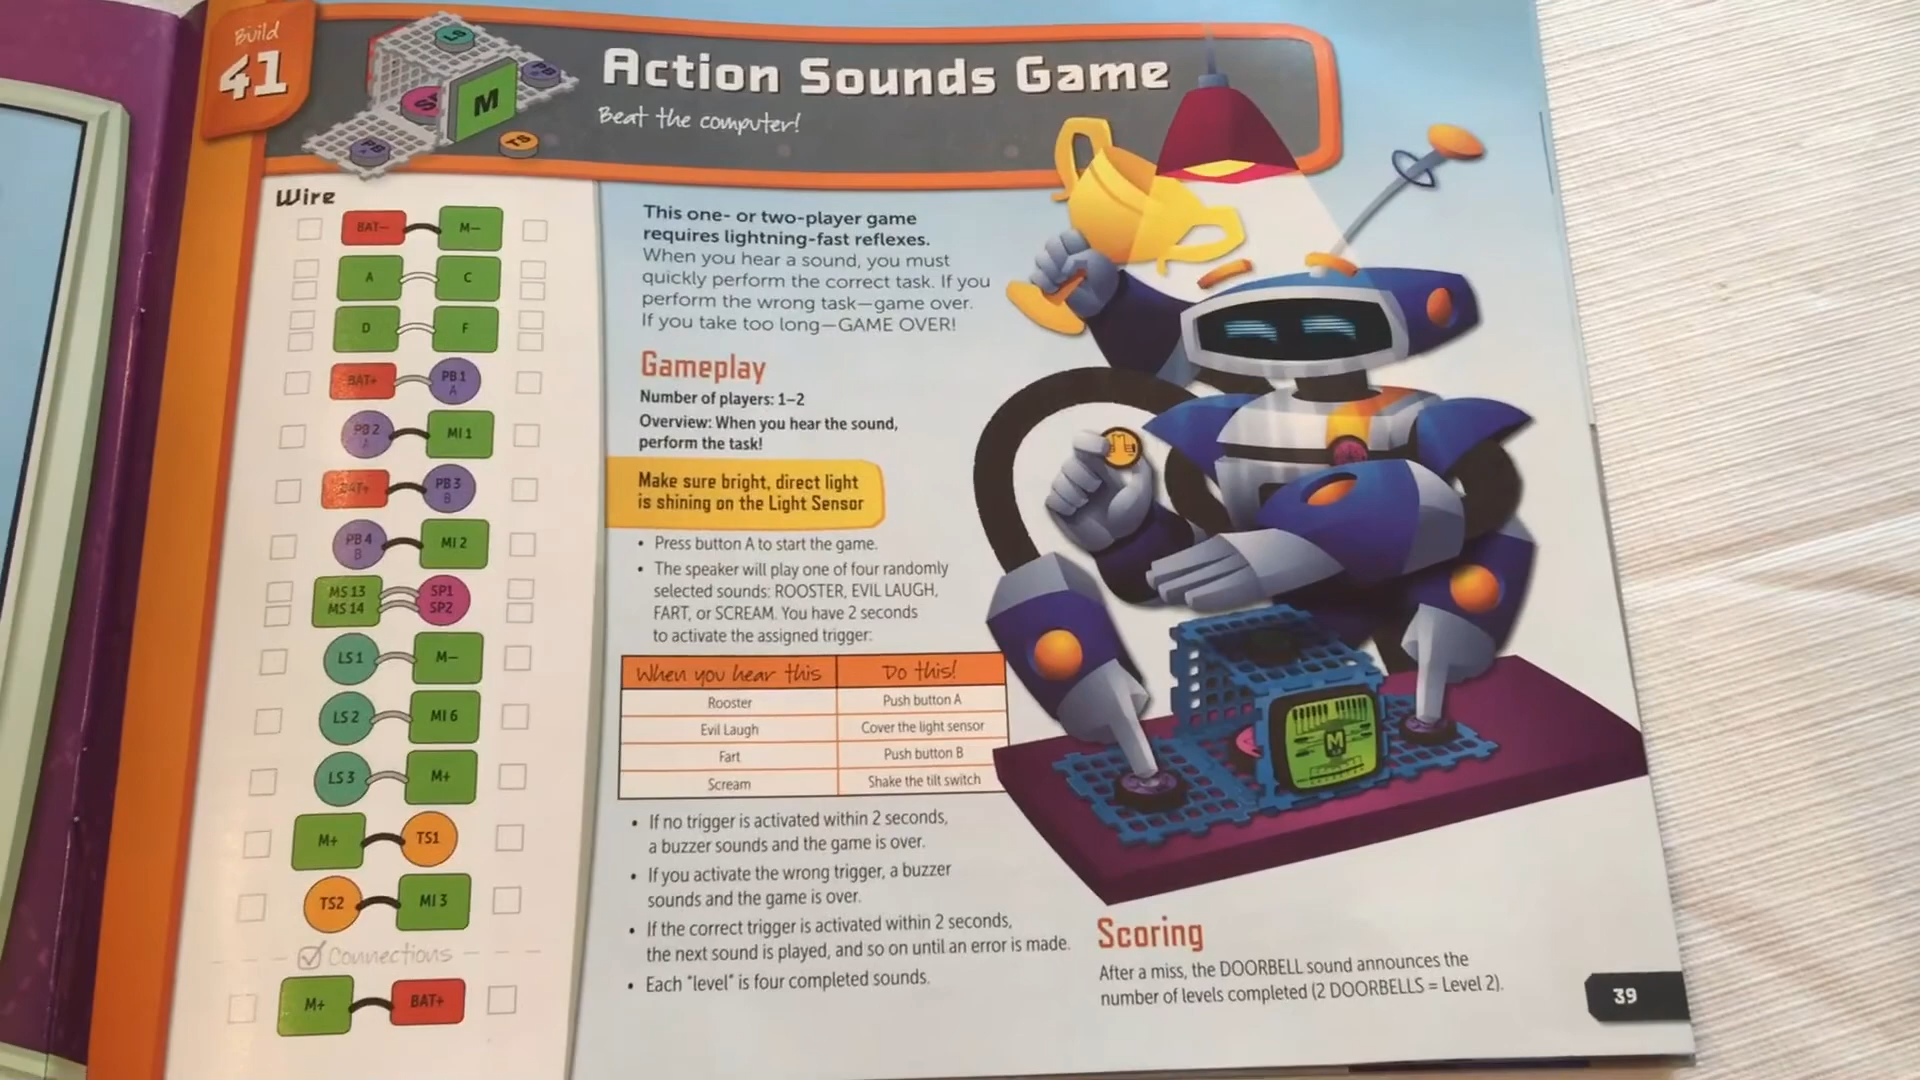 Build
41
LS
PB
M
PB
TS
Action Sounds Game
Beat the computer!
Wire
BAT− M−
A C
D F
BAT+ PB 1 A
PB 2 MI 1
BAT+ PB 3 B
PB 4 B MI 2
MS 13 SP1
MS 14 SP2
LS 1 M−
LS 2 MI 6
LS 3 M+
M+ TS1
TS2 MI 3
Connections
M+ BAT+
This one- or two-player game
requires lightning-fast reflexes.
When you hear a sound, you must
quickly perform the correct task. If you
perform the wrong task—game over.
If you take too long—GAME OVER!
Gameplay
Number of players: 1–2
Overview: When you hear the sound,
perform the task!
Make sure bright, direct light
is shining on the Light Sensor
• Press button A to start the game.
• The speaker will play one of four randomly
selected sounds: ROOSTER, EVIL LAUGH,
FART, or SCREAM. You have 2 seconds
to activate the assigned trigger:
When you hear this Do this!
Rooster Push button A
Evil Laugh Cover the light sensor
Fart Push button B
Scream Shake the tilt switch
• If no trigger is activated within 2 seconds,
a buzzer sounds and the game is over.
• If you activate the wrong trigger, a buzzer
sounds and the game is over.
• If the correct trigger is activated within 2 seconds,
the next sound is played, and so on until an error is made.
• Each "level" is four completed sounds.
M
Scoring
After a miss, the DOORBELL sound announces the
number of levels completed (2 DOORBELLS = Level 2).
39